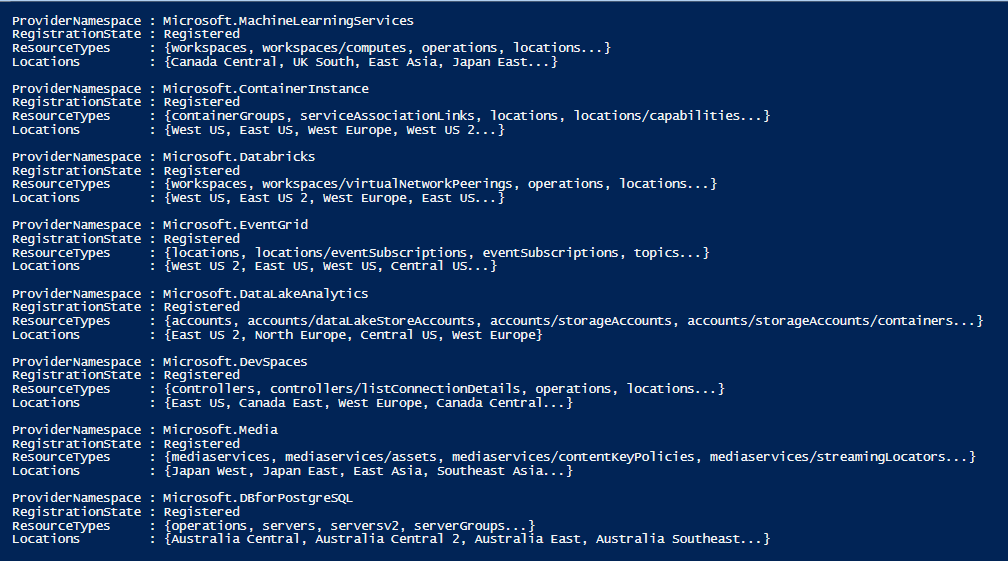 ProviderNamespace : Microsoft.MachineLearningServices
RegistrationState : Registered
ResourceTypes     : {workspaces, workspaces/computes, operations, locations...}
Locations         : {Canada Central, UK South, East Asia, Japan East...}
ProviderNamespace : Microsoft.ContainerInstance
RegistrationState : Registered
ResourceTypes     : {containerGroups, serviceAssociationLinks, locations, locations/capabilities...}
Locations         : {West US, East US, West Europe, West US 2...}
ProviderNamespace : Microsoft.Databricks
RegistrationState : Registered
ResourceTypes     : {workspaces, workspaces/virtualNetworkPeerings, operations, locations...}
Locations         : {West US, East US 2, West Europe, East US...}
ProviderNamespace : Microsoft.EventGrid
RegistrationState : Registered
ResourceTypes     : {locations, locations/eventSubscriptions, eventSubscriptions, topics...}
Locations         : {West US 2, East US, West US, Central US...}
ProviderNamespace : Microsoft.DataLakeAnalytics
RegistrationState : Registered
ResourceTypes     : {accounts, accounts/dataLakeStoreAccounts, accounts/storageAccounts, accounts/storageAccounts/containers...}
Locations         : {East US 2, North Europe, Central US, West Europe}
ProviderNamespace : Microsoft.DevSpaces
RegistrationState : Registered
ResourceTypes     : {controllers, controllers/listConnectionDetails, operations, locations...}
Locations         : {East US, Canada East, West Europe, Canada Central...}
ProviderNamespace : Microsoft.Media
RegistrationState : Registered
ResourceTypes     : {mediaservices, mediaservices/assets, mediaservices/contentKeyPolicies, mediaservices/streamingLocators...}
Locations         : {Japan West, Japan East, East Asia, Southeast Asia...}
ProviderNamespace : Microsoft.DBforPostgreSQL
RegistrationState : Registered
ResourceTypes     : {operations, servers, serversv2, serverGroups...}
Locations         : {Australia Central, Australia Central 2, Australia East, Australia Southeast...}